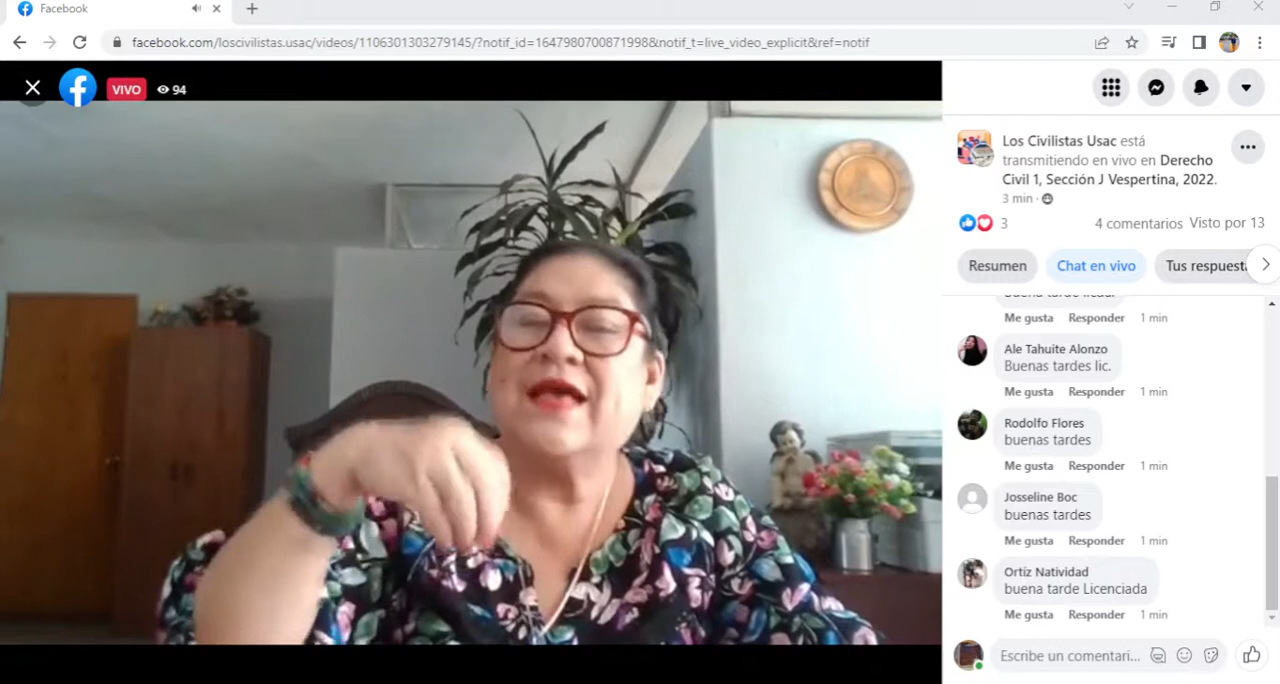 Facebook
facebook.com/loscivilistas.usac/videos/1106301303279145/?notif_id=1647980700871998&notif_t=live_video_explicit&ref=notif
VIVO 94
Los Civilistas Usac está
transmitiendo en vivo en Derecho
Civil 1, Sección J Vespertina, 2022.
3 min ·
3 4 comentarios Visto por 13
Resumen Chat en vivo Tus respuesta
Me gusta Responder 1 min
Ale Tahuite Alonzo
Buenas tardes lic.
Me gusta Responder 1 min
Rodolfo Flores
buenas tardes
Me gusta Responder 1 min
Josseline Boc
buenas tardes
Me gusta Responder 1 min
Ortíz Natividad
buena tarde Licenciada
Me gusta Responder 1 min
Escribe un comentari...